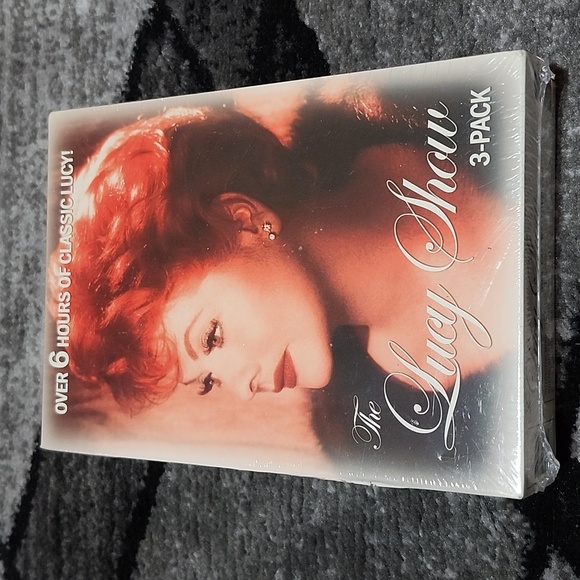 OVER 6 HOURS OF CLASSIC LUCY!
The
Lucy Show
3-PACK